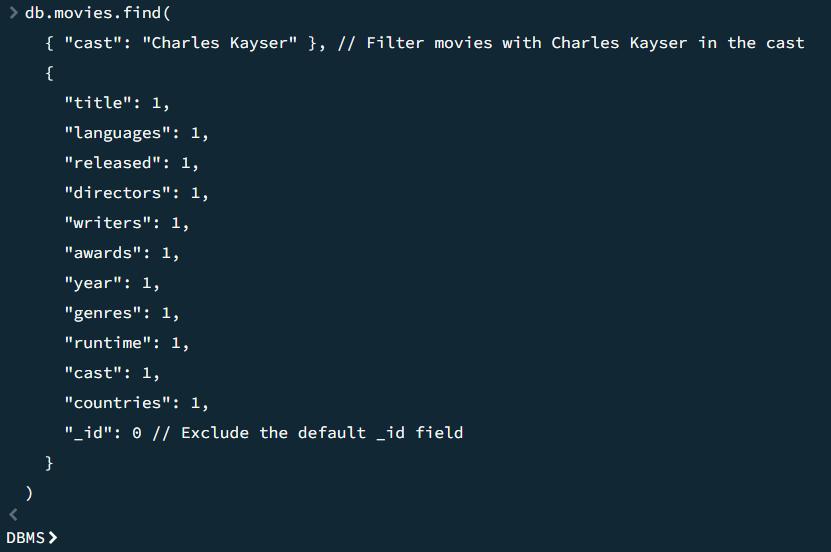 > db.movies.find(
{ "cast": "Charles Kayser" }, // Filter movies with Charles Kayser in the cast
{
"title": 1,
"languages": 1,
"released": 1,
"directors": 1,
"writers": 1,
"awards": 1,
"year": 1,
"genres": 1,
"runtime": 1,
"cast": 1,
"countries": 1,
"_id": 0 // Exclude the default _id field
}
)
<
DBMS>